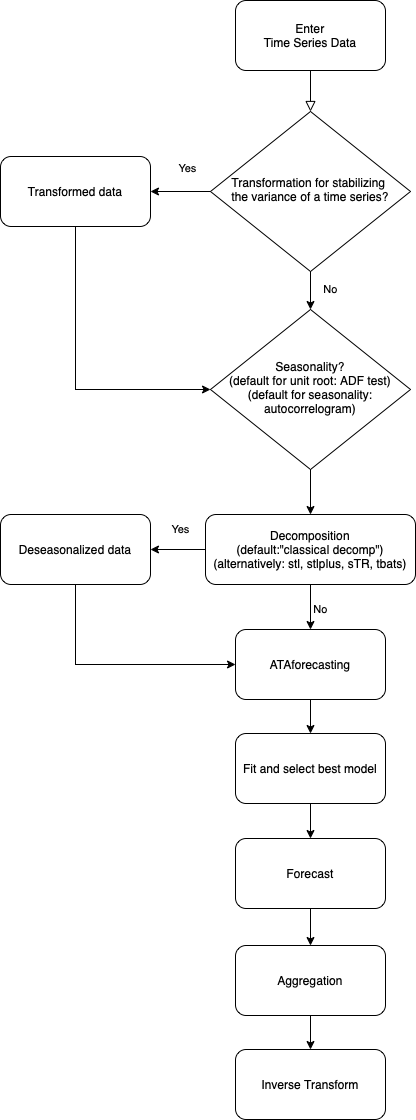 Enter
Time Series Data
Yes
Transformed data
Transformation for stabilizing
the variance of a time series?
No
Seasonality?
(default for unit root: ADF test)
(default for seasonality:
autocorrelogram)
Yes
Deseasonalized data
Decomposition
(default:"classical decomp")
(alternatively: stl, stlplus, sTR, tbats)
No
ATAforecasting
Fit and select best model
Forecast
Aggregation
Inverse Transform